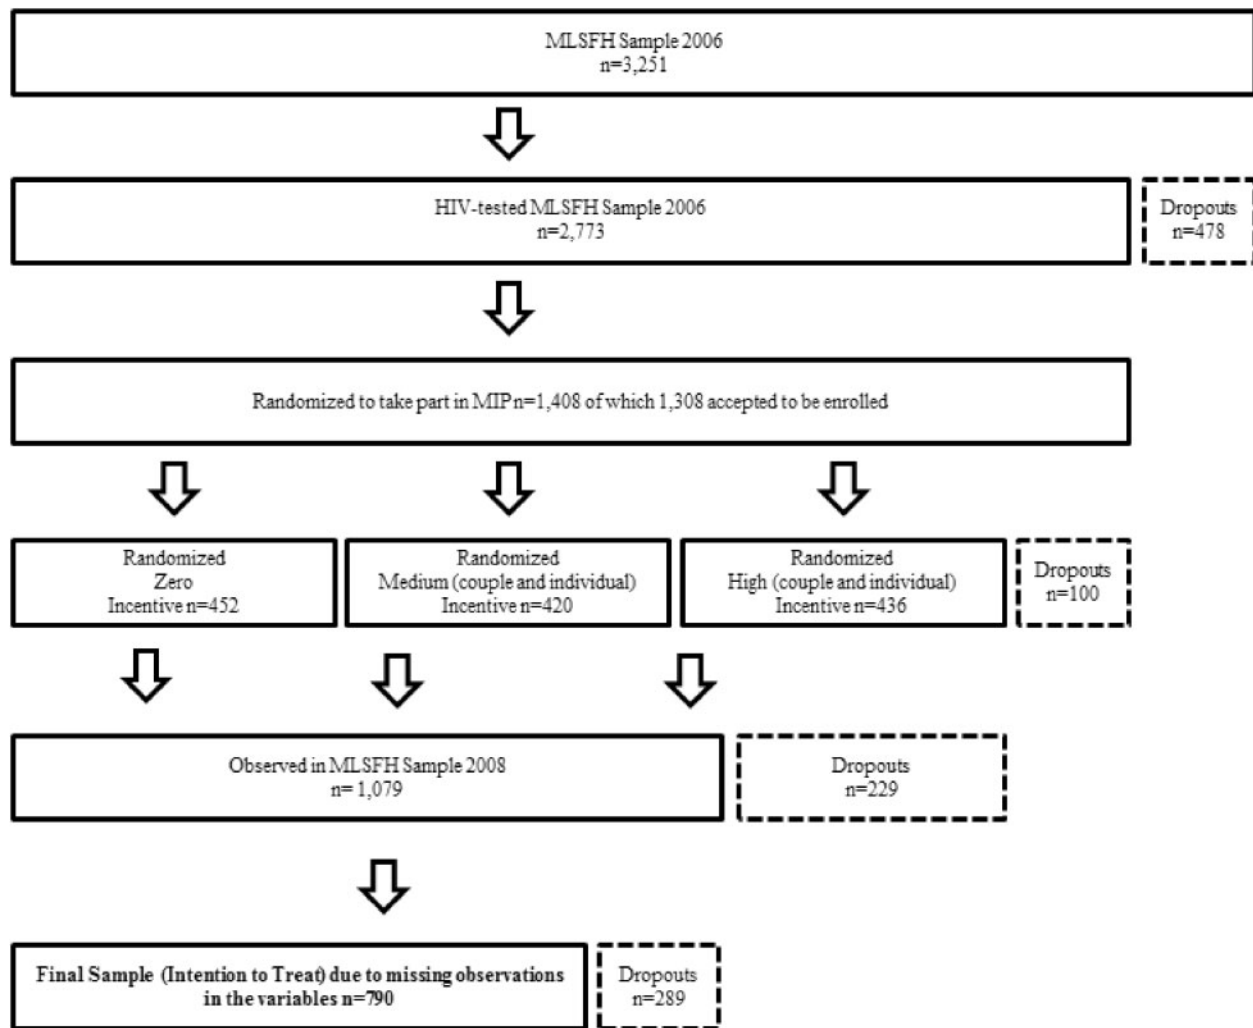 MLSFH Sample 2006
n=3,251
HIV-tested MLSFH Sample 2006
n=2,773
Dropouts
n=478
Randomized to take part in MIP n=1,408 of which 1,308 accepted to be enrolled
Randomized
Zero
Incentive n=452
Randomized
Medium (couple and individual)
Incentive n=420
Randomized
High (couple and individual)
Incentive n=436
Dropouts
n=100
Observed in MLSFH Sample 2008
n= 1,079
Dropouts
n=229
Final Sample (Intention to Treat) due to missing observations
in the variables n=790
Dropouts
n=289